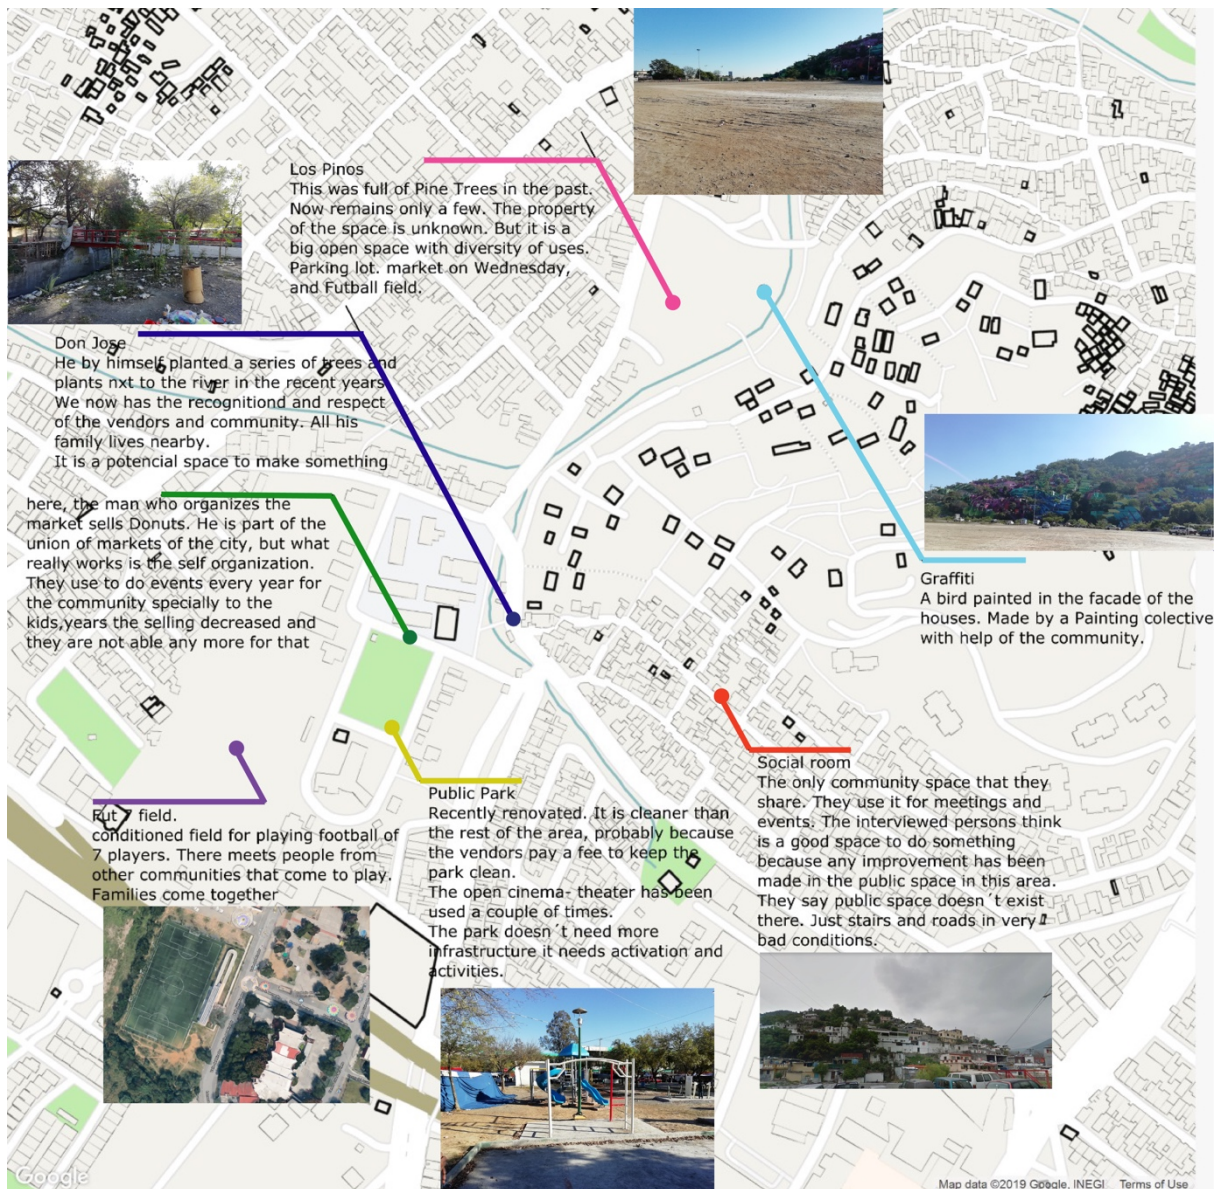 Los Pinos
This was full of Pine Trees in the past.
Now remains only a few. The property
of the space is unknown. But it is a
big open space with diversity of uses.
Parking lot. market on Wednesday,
and Futball field.
Don Jose
He by himself planted a series of trees and
plants nxt to the river in the recent years
We now has the recognitiond and respect
of the vendors and community. All his
family lives nearby.
It is a potencial space to make something
here, the man who organizes the
market sells Donuts. He is part of the
union of markets of the city, but what
really works is the self organization.
They use to do events every year for
the community specially to the
kids,years the selling decreased and
they are not able any more for that
Graffiti
A bird painted in the facade of the
houses. Made by a Painting colective
with help of the community.
Fut 7 field.
conditioned field for playing football of
7 players. There meets people from
other communities that come to play.
Families come together
Public Park
Recently renovated. It is cleaner than
the rest of the area, probably because
the vendors pay a fee to keep the
park clean.
The open cinema- theater has been
used a couple of times.
The park doesn´t need more
infrastructure it needs activation and
activities.
Social room
The only community space that they
share. They use it for meetings and
events. The interviewed persons think
is a good space to do something
because any improvement has been
made in the public space in this area.
They say public space doesn´t exist
there. Just stairs and roads in very
bad conditions.
Google
Map data ©2019 Google, INEGI Terms of Use